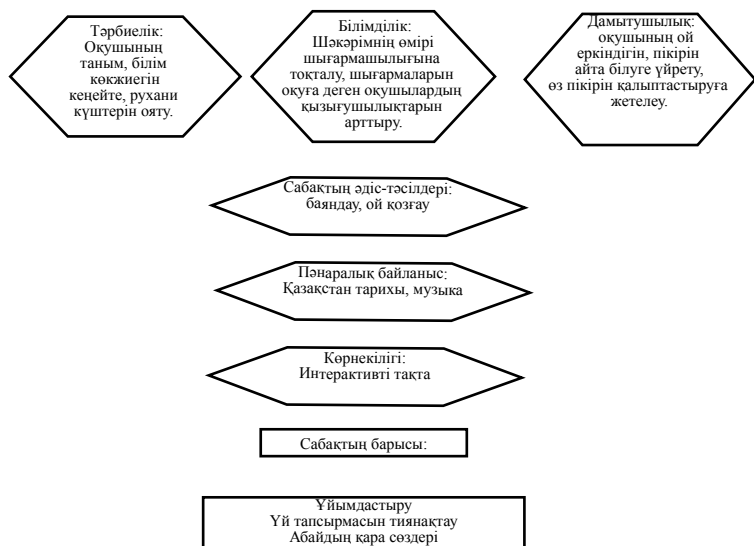 Тәрбиелік:
Оқушының
таным, білім
көкжиегін
кеңейте, рухани
күштерін ояту.
Білімділік:
Шәкәрімнің өмірі
шығармашылығына
тоқталу, шығармаларын
оқуға деген оқушылардың
қызығушылықтарын
арттыру.
Дамытушылық:
оқушының ой
еркіндігін, пікірін
айта білуге үйрету,
өз пікірін қалыптастыруға
жетелеу.
Сабақтың әдіс-тәсілдері:
баяндау, ой қозғау
Пәнаралық байланыс:
Қазақстан тарихы, музыка
Көрнекілігі:
Интерактивті тақта
Сабақтың барысы:
Ұйымдастыру
Үй тапсырмасын тиянақтау
Абайдың қара сөздері